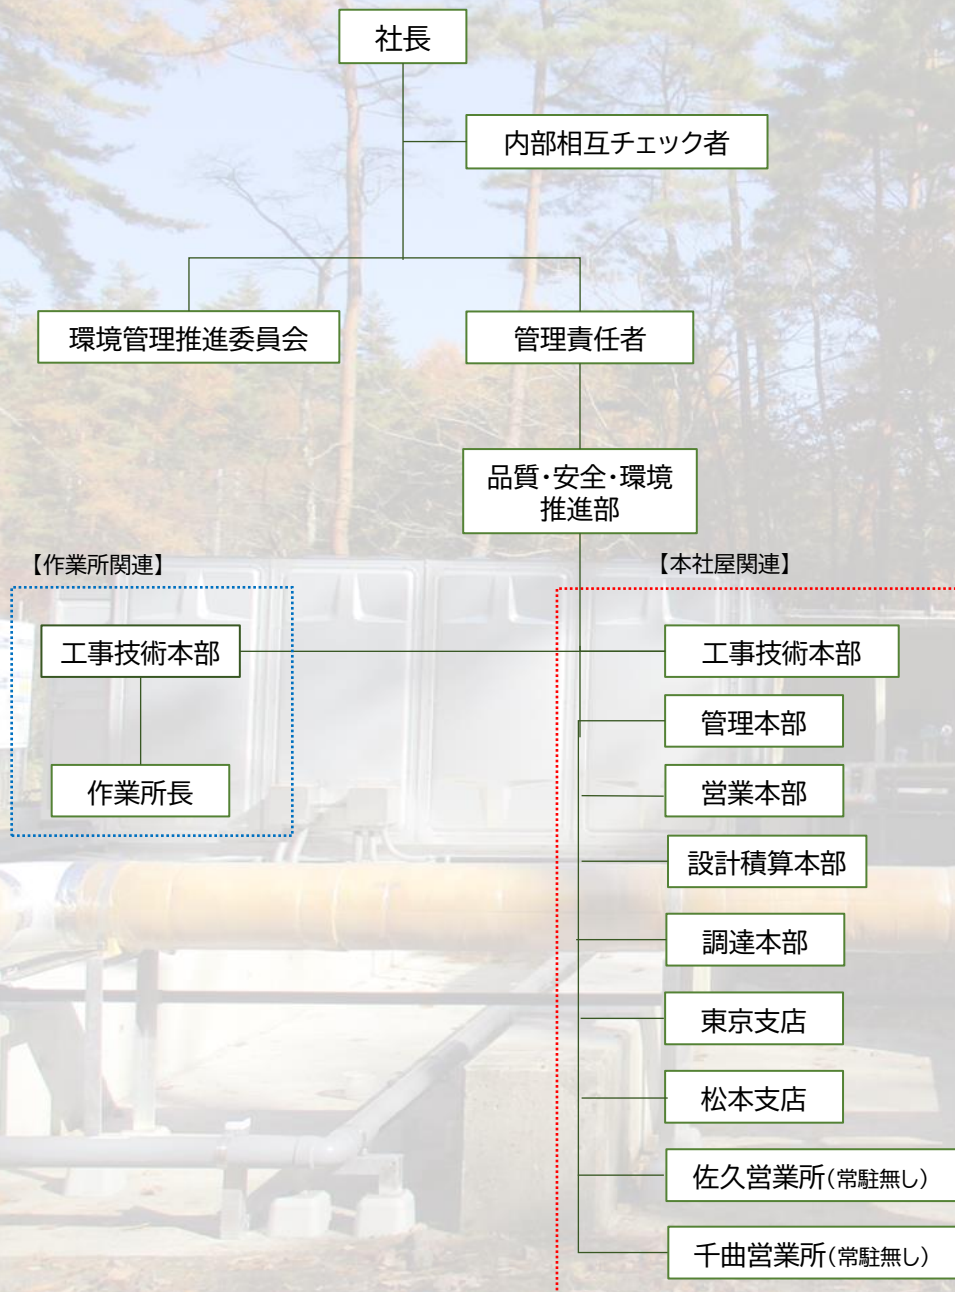 社長
内部相互チェック者
環境管理推進委員会
管理責任者
品質・安全・環境
推進部
【作業所関連】
【本社屋関連】
工事技術本部
工事技術本部
管理本部
作業所長
営業本部
設計積算本部
調達本部
東京支店
松本支店
佐久営業所(常駐無し)
千曲営業所(常駐無し)